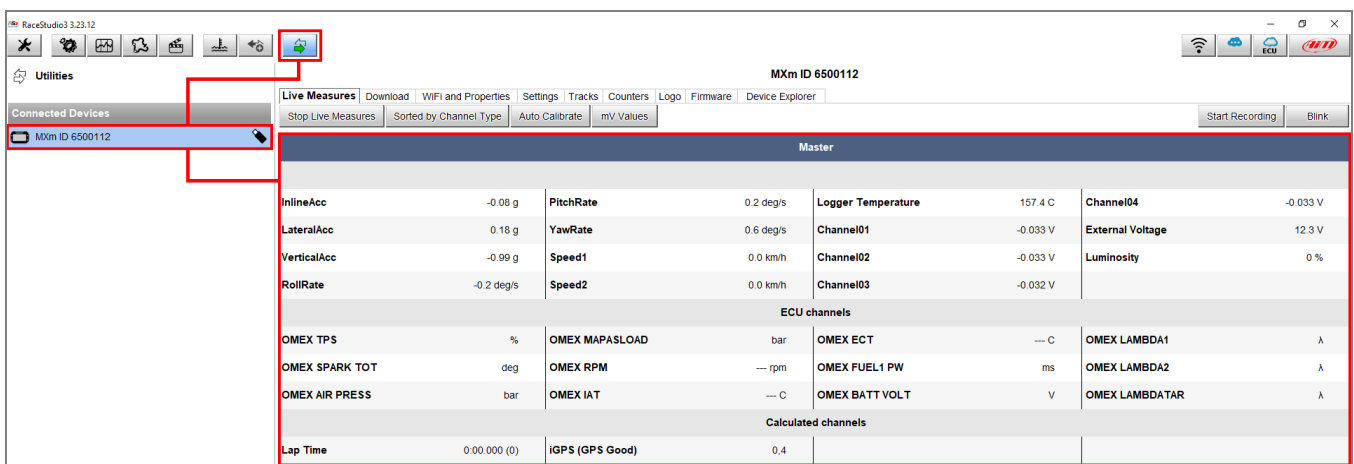 RaceStudio3 3.23.12
ECU
AiM
Utilities
MXm ID 6500112
Live Measures Download WiFi and Properties Settings Tracks Counters Logo Firmware Device Explorer
Connected Devices
Stop Live Measures Sorted by Channel Type Auto Calibrate mV Values Start Recording Blink
MXm ID 6500112
Master
InlineAcc -0.08 g PitchRate 0.2 deg/s Logger Temperature 157.4 C Channel04 -0.033 V
LateralAcc 0.18 g YawRate 0.6 deg/s Channel01 -0.033 V External Voltage 12.3 V
VerticalAcc -0.99 g Speed1 0.0 km/h Channel02 -0.033 V Luminosity 0 %
RollRate -0.2 deg/s Speed2 0.0 km/h Channel03 -0.032 V
ECU channels
OMEX TPS % OMEX MAPASLOAD bar OMEX ECT --- C OMEX LAMBDA1 λ
OMEX SPARK TOT deg OMEX RPM --- rpm OMEX FUEL1 PW ms OMEX LAMBDA2 λ
OMEX AIR PRESS bar OMEX IAT --- C OMEX BATT VOLT V OMEX LAMBDATAR λ
Calculated channels
Lap Time 0:00.000 (0) iGPS (GPS Good) 0,4